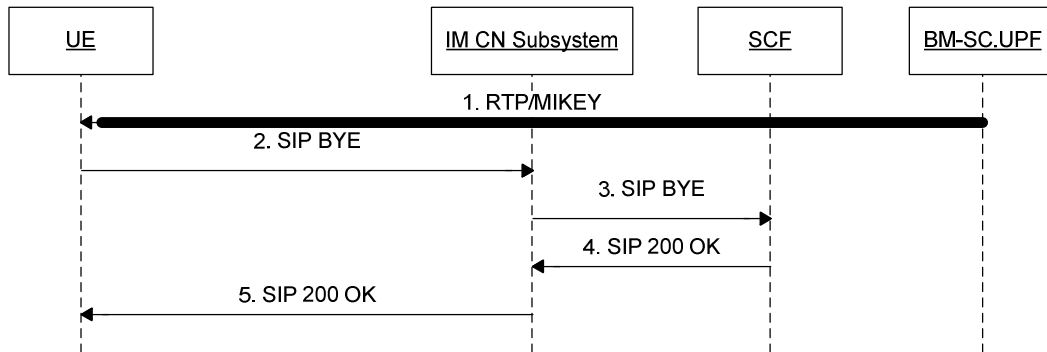 UE
IM CN Subsystem
SCF
BM-SC.UPF
1. RTP/MIKEY
2. SIP BYE
3. SIP BYE
4. SIP 200 OK
5. SIP 200 OK